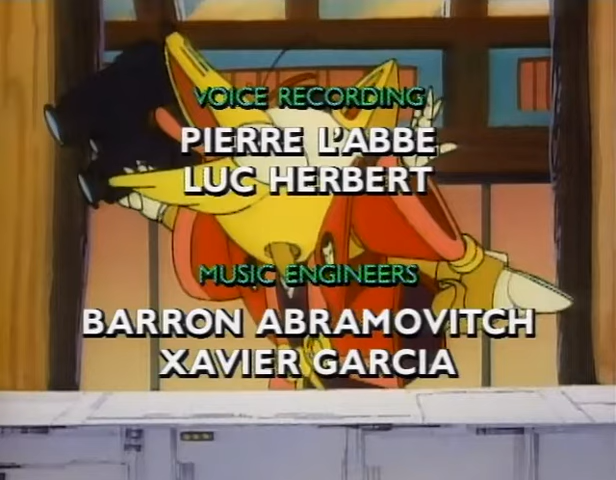 VOICE RECORDING
PIERRE L'ABBE
LUC HERBERT
MUSIC ENGINEERS
BARRON ABRAMOVITCH
XAVIER GARCIA